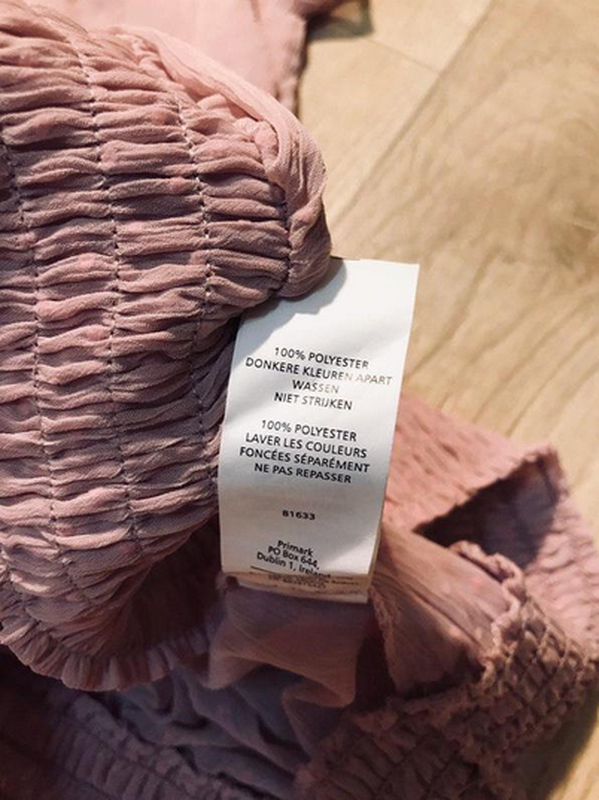 100% POLYESTER
DONKERE KLEUREN APART
WASSEN
NIET STRIJKEN
100% POLYESTER
LAVER LES COULEURS
FONCÉES SÉPARÉMENT
NE PAS REPASSER
81633
Primark
PO Box 644,
Dublin 1, Ireland